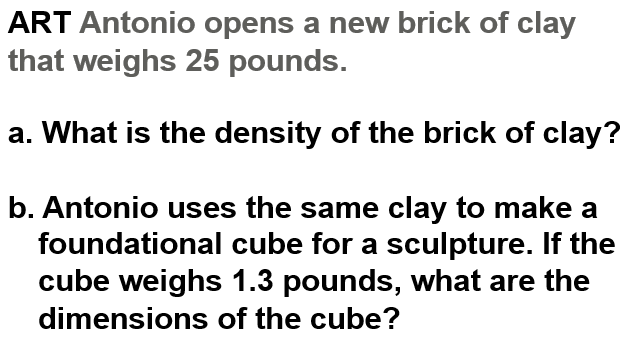 ART Antonio opens a new brick of clay
that weighs 25 pounds.
a. What is the density of the brick of clay?
b. Antonio uses the same clay to make a
foundational cube for a sculpture. If the
cube weighs 1.3 pounds, what are the
dimensions of the cube?